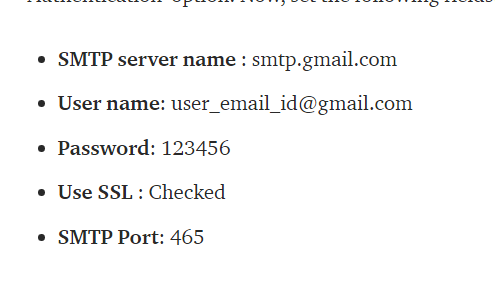 Authentication' option. Now, set the following fields
• SMTP server name : smtp.gmail.com
• User name: user_email_id@gmail.com
• Password: 123456
• Use SSL : Checked
• SMTP Port: 465